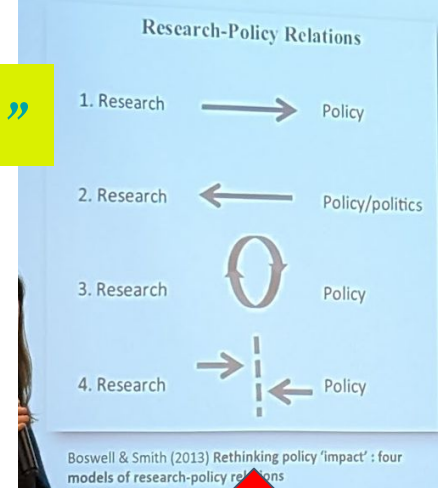 Research-Policy Relations
”
1. Research Policy
2. Research Policy/politics
3. Research Policy
4. Research Policy
Boswell & Smith (2013) Rethinking policy ‘impact’ : four
models of research-policy